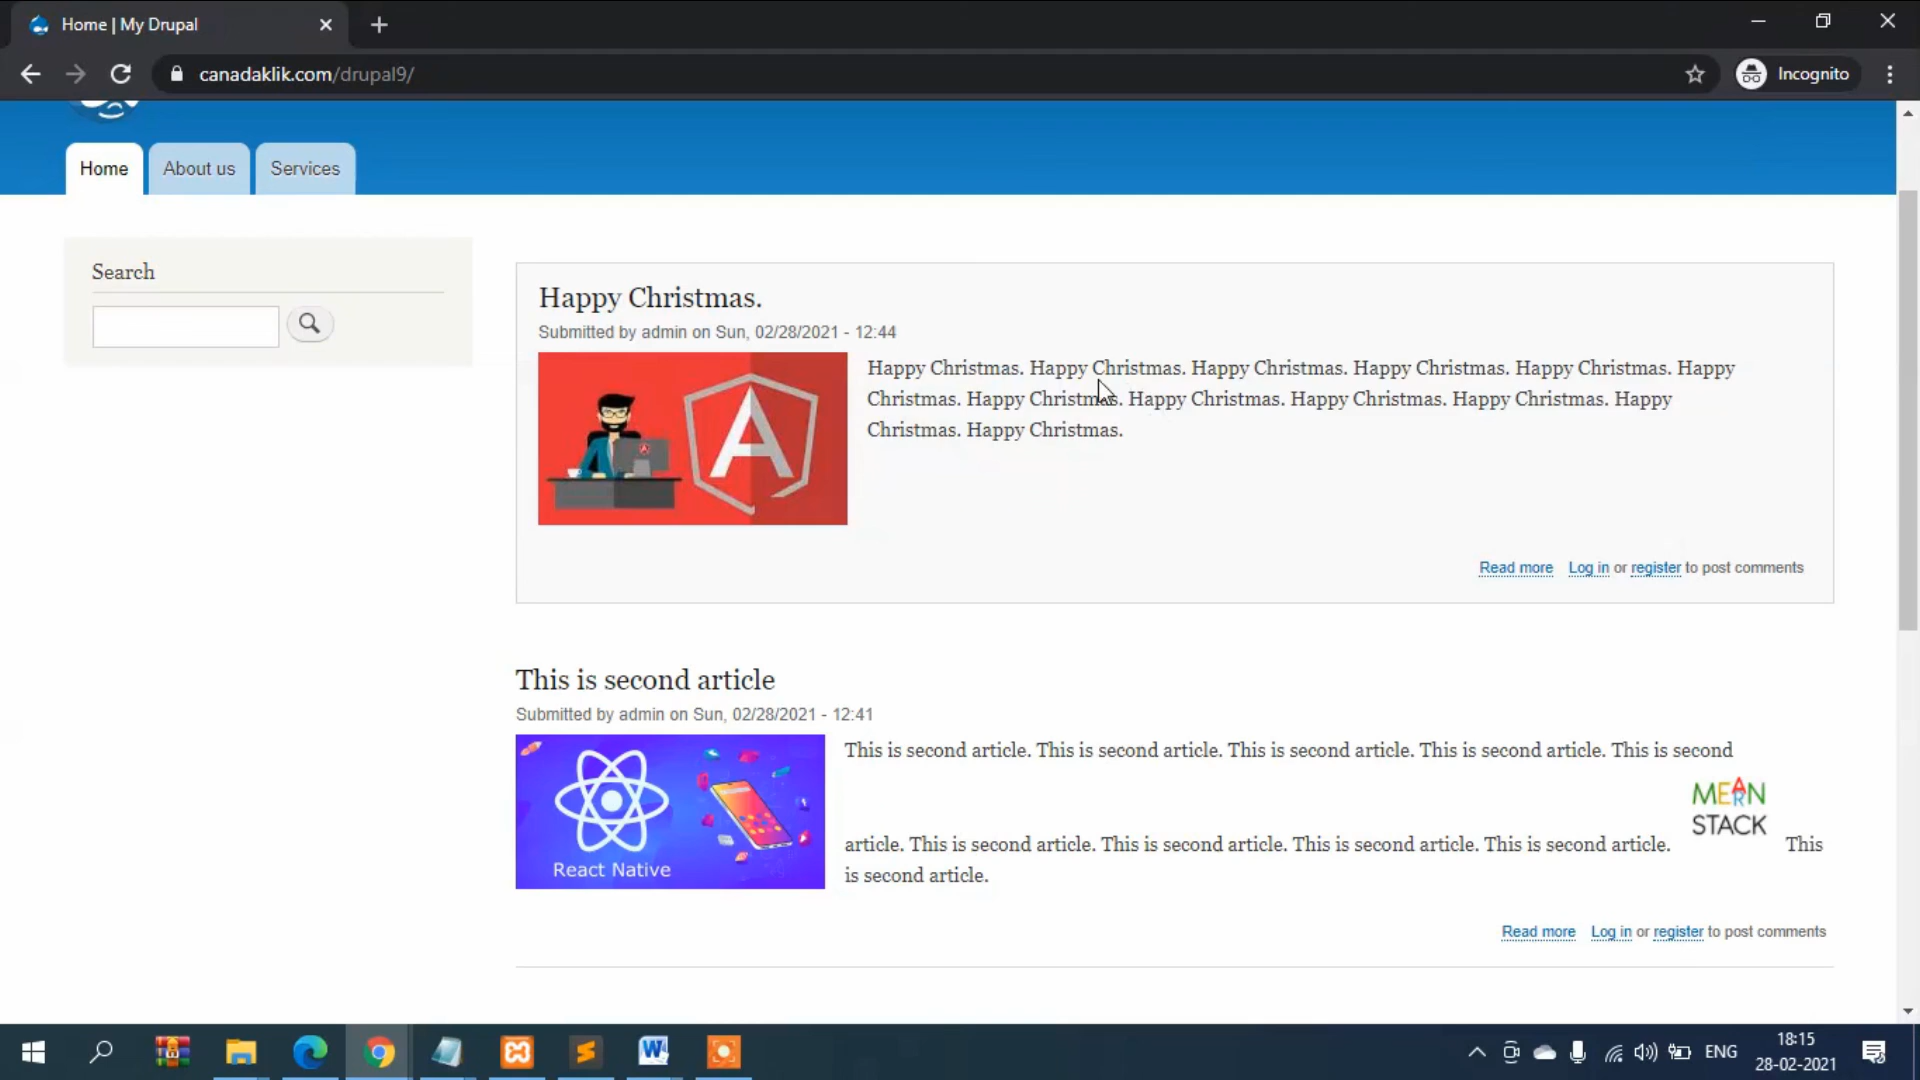 Home | My Drupal
canadaklik.com/drupal9/
Incognito
Home
About us
Services
Search
Happy Christmas.
Submitted by admin on Sun, 02/28/2021 - 12:44
Happy Christmas. Happy Christmas. Happy Christmas. Happy Christmas. Happy Christmas. Happy
Christmas. Happy Christmas. Happy Christmas. Happy Christmas. Happy Christmas. Happy
Christmas. Happy Christmas.
A
Read more Log in or register to post comments
This is second article
Submitted by admin on Sun, 02/28/2021 - 12:41
This is second article. This is second article. This is second article. This is second article. This is second
MEARN
STACK
article. This is second article. This is second article. This is second article. This is second article. This
is second article.
React Native
Read more Log in or register to post comments
ENG
18:15
28-02-2021